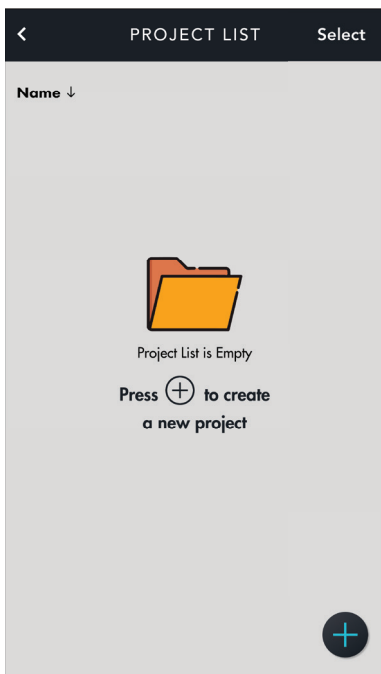 PROJECT LIST Select
Name ↓
Project List is Empty
Press ⊕ to create
a new project